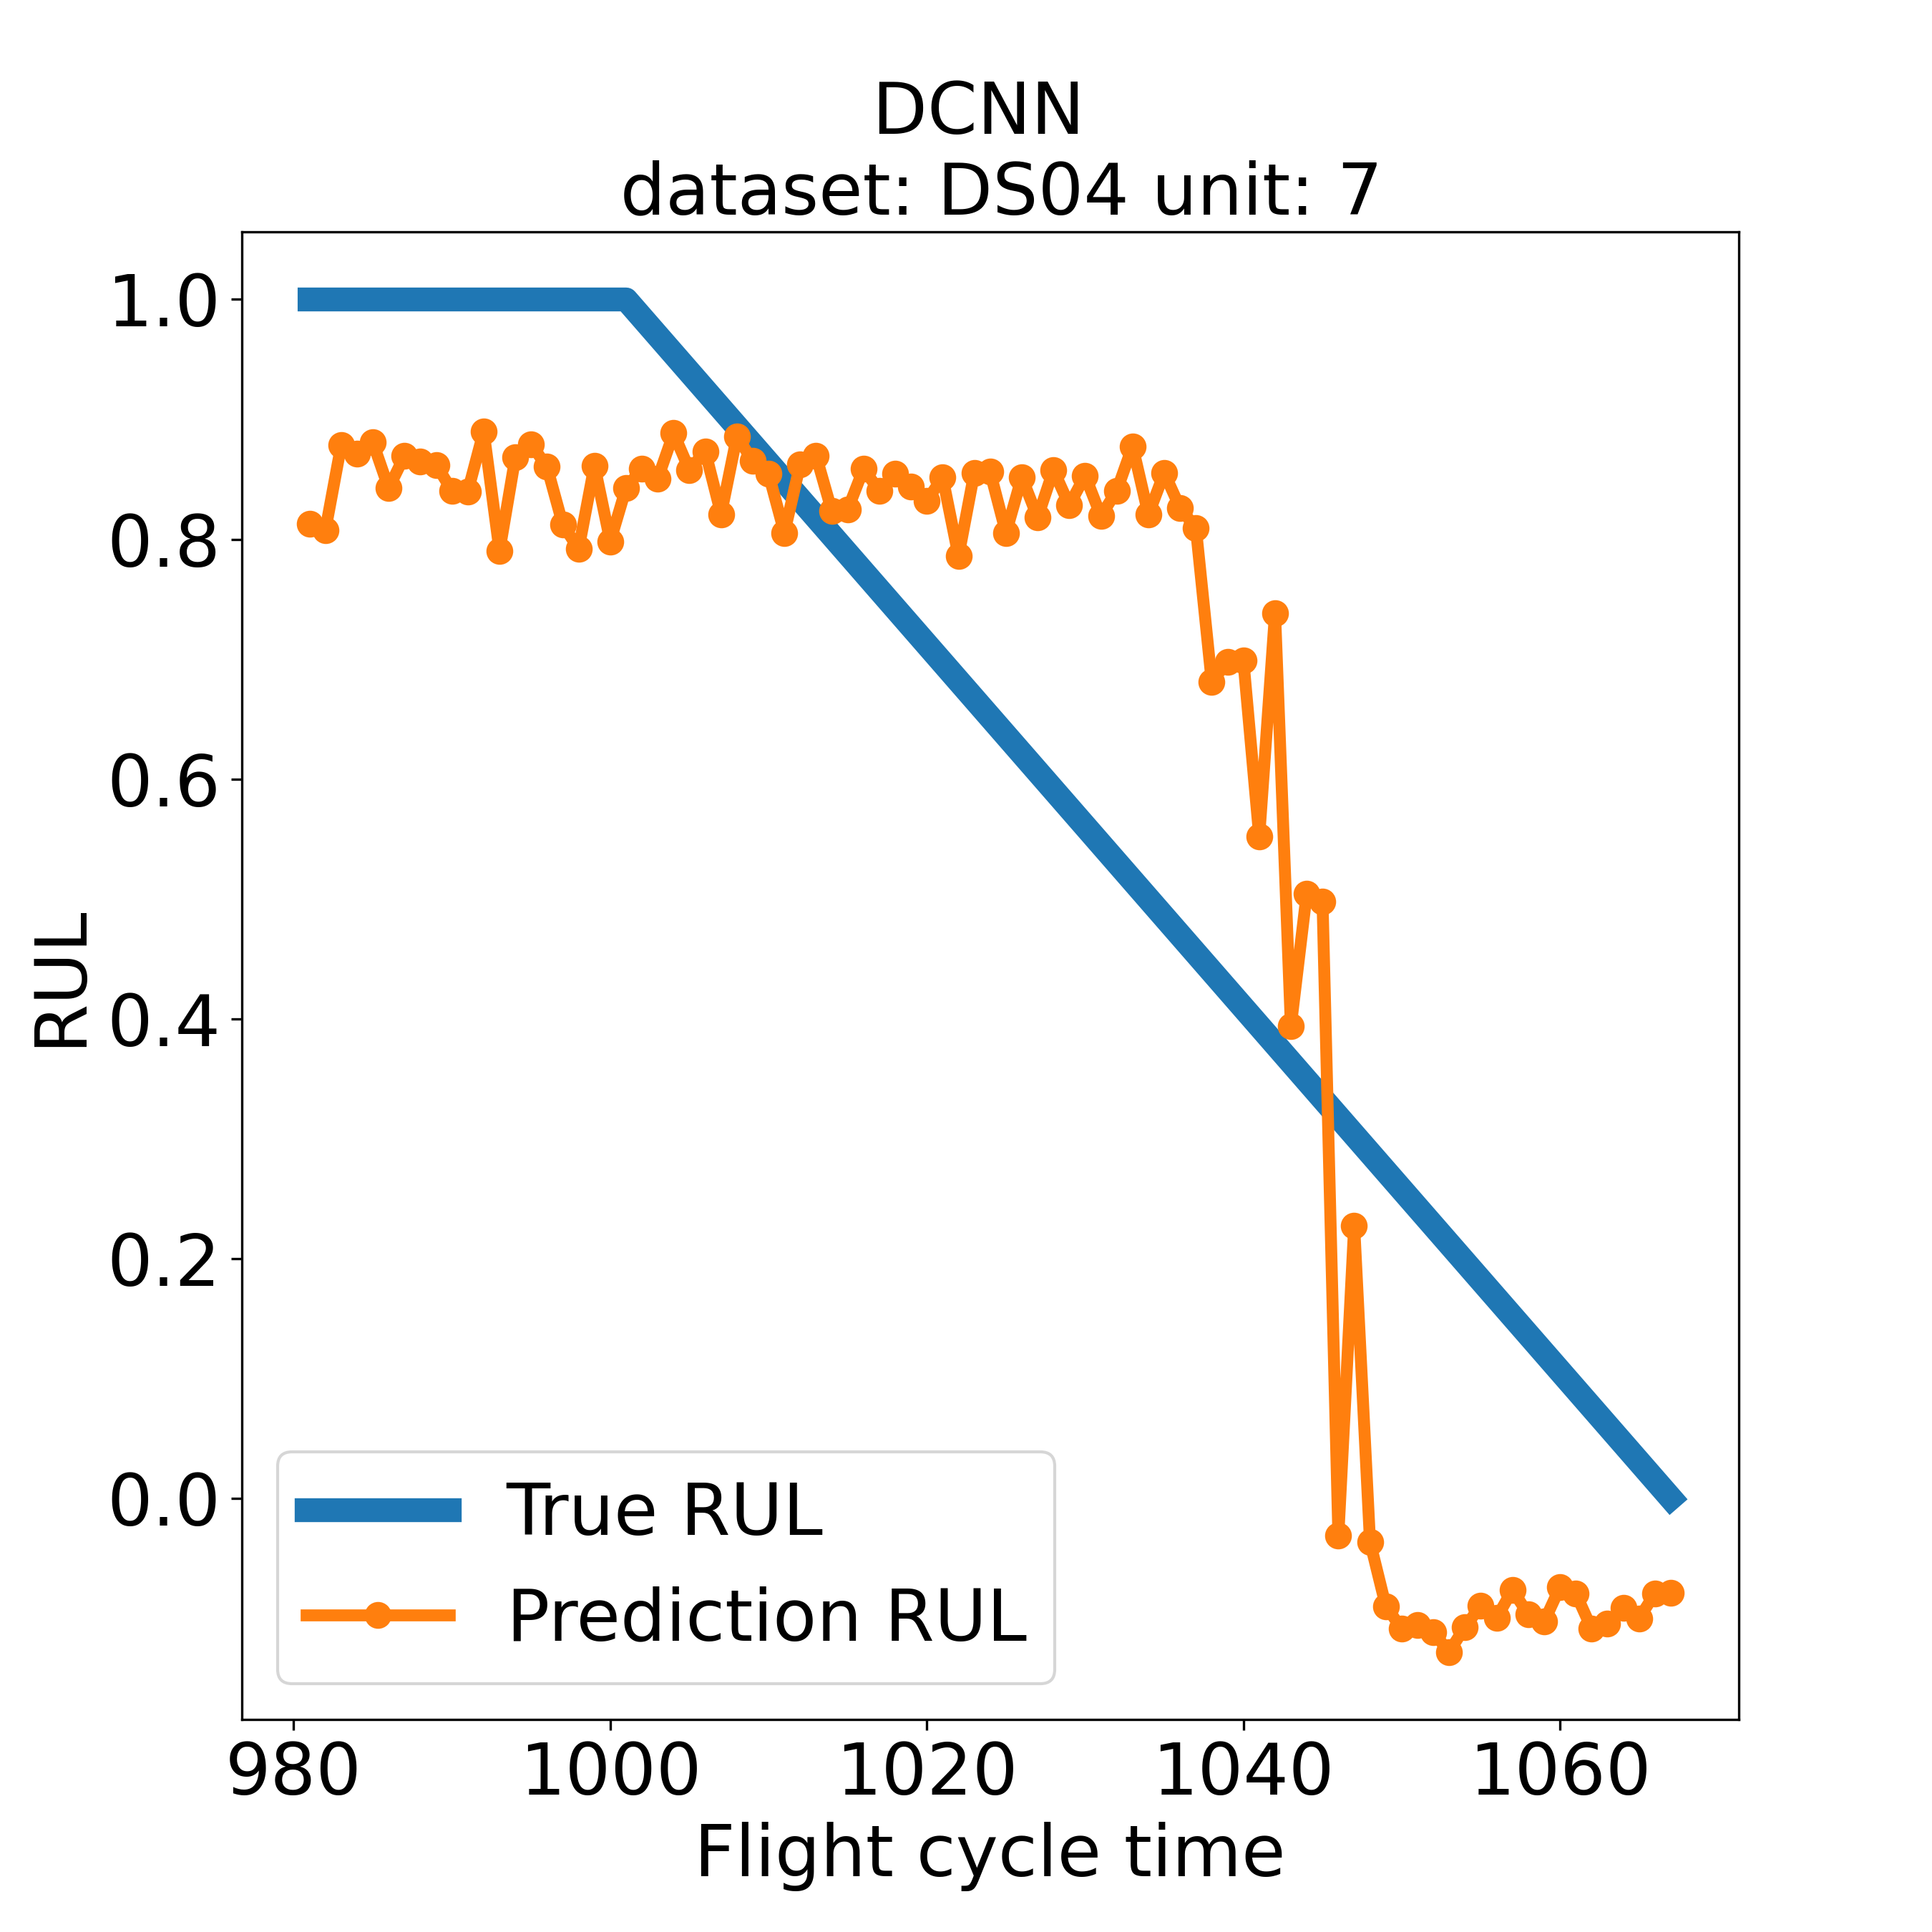 DCNN
dataset: DS04 unit: 7
1.0
0.8
0.6
0.4
0.2
0.0
RUL
True RUL
Prediction RUL
980 1000 1020 1040 1060
Flight cycle time